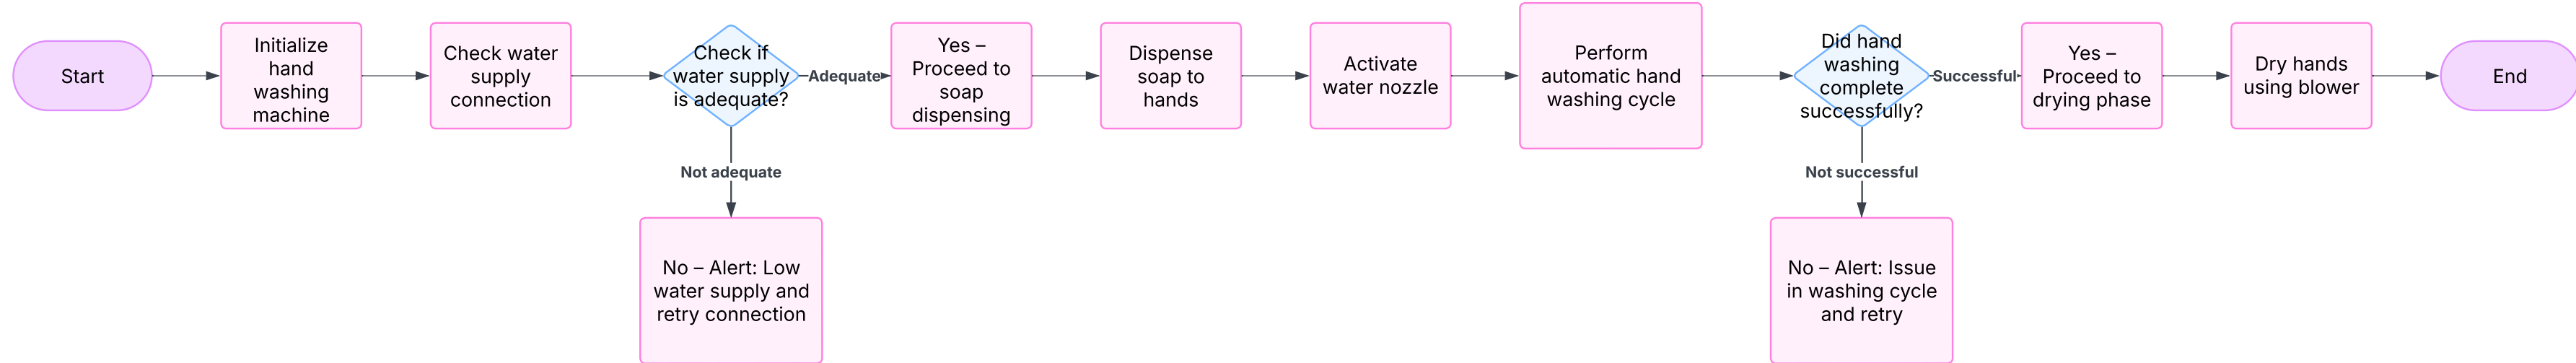 Start
Initialize
hand
washing
machine
Check water
supply
connection
Check if
water supply
is adequate?
Adequate
Yes –
Proceed to
soap
dispensing
Dispense
soap to
hands
Activate
water nozzle
Perform
automatic hand
washing cycle
Did hand
washing
complete
successfully?
Successful
Yes –
Proceed to
drying phase
Dry hands
using blower
End
Not adequate
No – Alert: Low
water supply and
retry connection
Not successful
No – Alert: Issue
in washing cycle
and retry